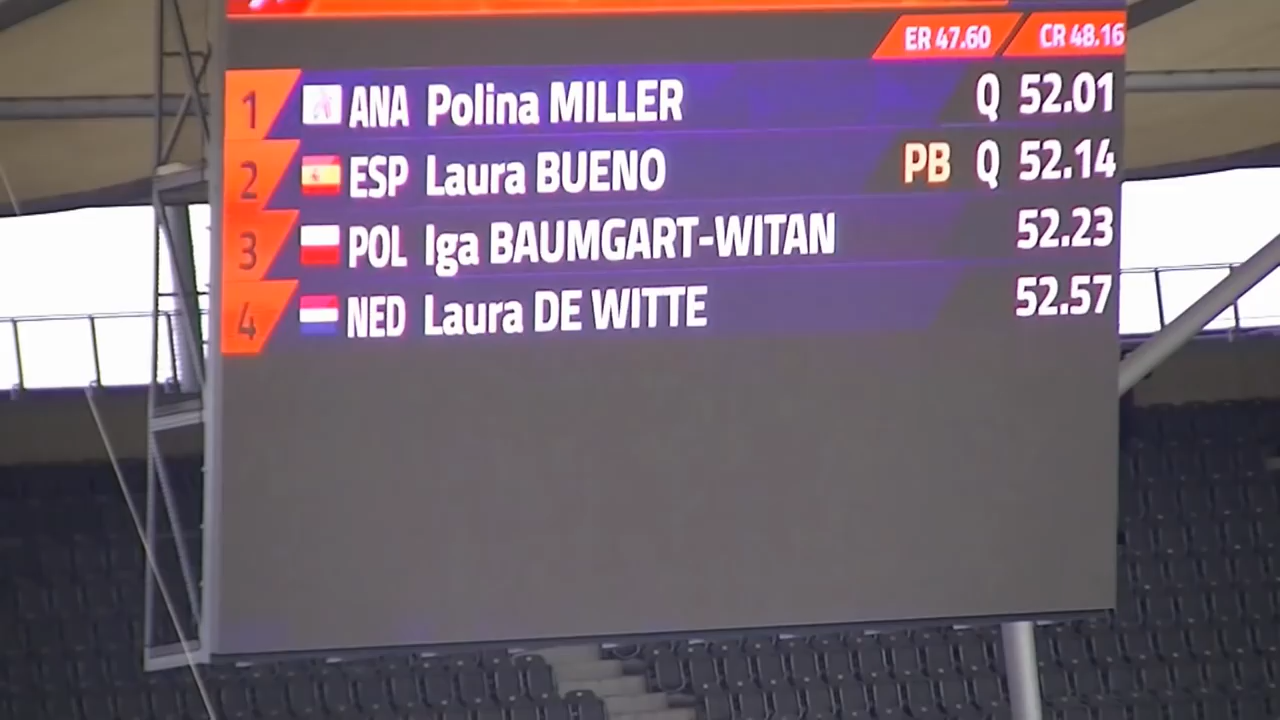 ER 47.60 CR 48.16
1 ANA Polina MILLER Q 52.01
2 ESP Laura BUENO PB Q 52.14
3 POL Iga BAUMGART-WITAN 52.23
4 NED Laura DE WITTE 52.57